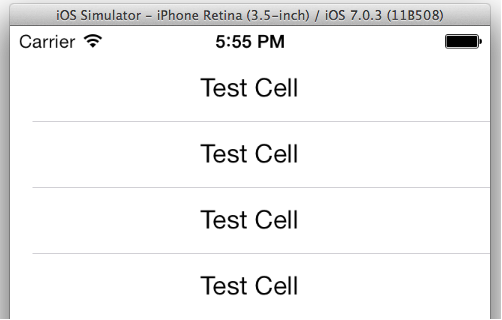 iOS Simulator - iPhone Retina (3.5-inch) / iOS 7.0.3 (11B508)
Carrier 5:55 PM
Test Cell
Test Cell
Test Cell
Test Cell